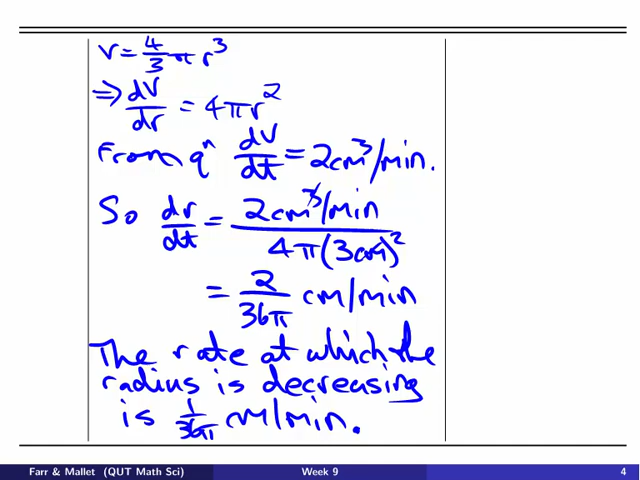 V = 4/3 πr³
⇒ dV/dr = 4πr²
From qⁿ dV/dt = 2cm³/min.
So dr/dt = 2cm³/min / 4π(3cm)²
= 2/36π cm/min
The rate at which the
radius is decreasing
is 1/36π cm/min.
Farr & Mallet (QUT Math Sci) Week 9 4